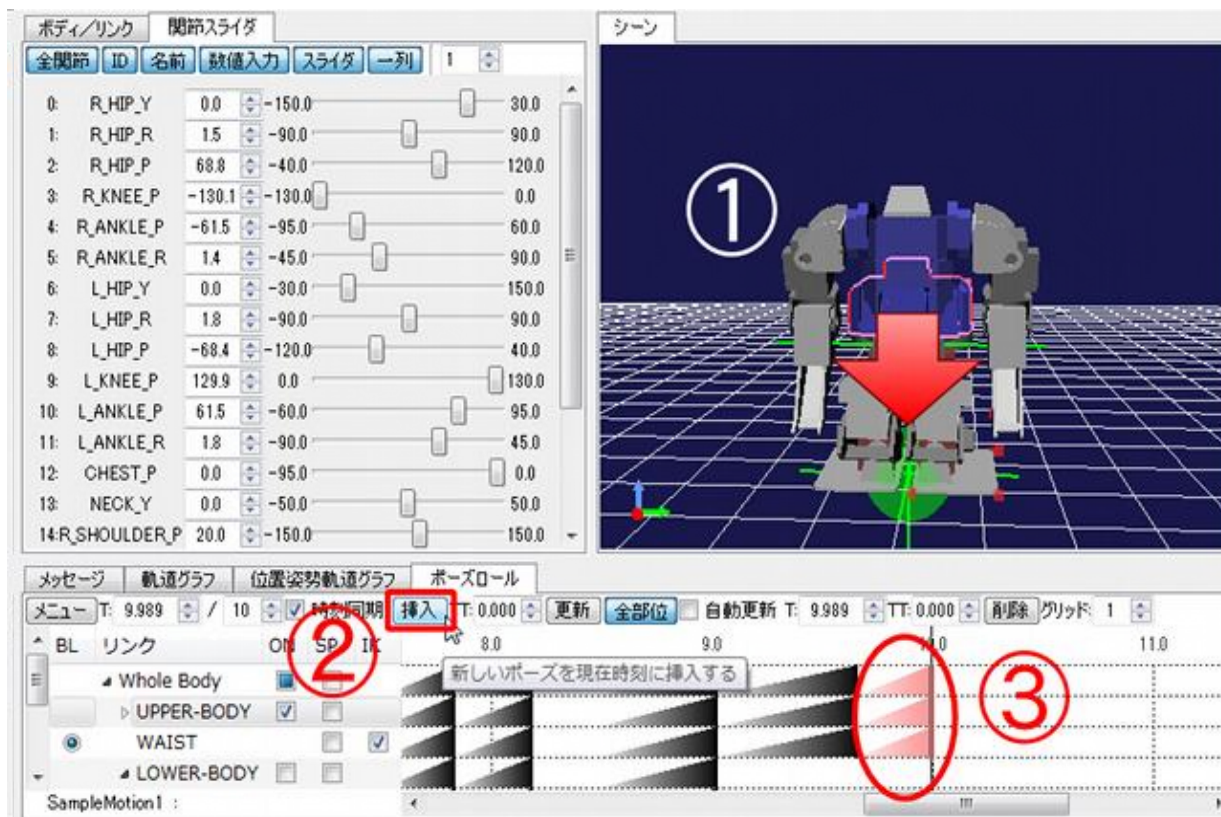 ボディ/リンク 関節スライダ
全関節 ID 名前 数値入力 スライダ 一列 1
0: R_HIP_Y 0.0 -150.0 30.0
1: R_HIP_R 1.5 -90.0 90.0
2: R_HIP_P 68.8 -40.0 120.0
3: R_KNEE_P -130.1 -130.0 0.0
4: R_ANKLE_P -61.5 -95.0 60.0
5: R_ANKLE_R 1.4 -45.0 90.0
6: L_HIP_Y 0.0 -30.0 150.0
7: L_HIP_R 1.8 -90.0 90.0
8: L_HIP_P -68.4 -120.0 40.0
9: L_KNEE_P 129.9 0.0 130.0
10: L_ANKLE_P 61.5 -60.0 95.0
11: L_ANKLE_R 1.8 -90.0 45.0
12: CHEST_P 0.0 -95.0 0.0
13: NECK_Y 0.0 -50.0 50.0
14:R_SHOULDER_P 20.0 -150.0 150.0
シーン
①
メッセージ 軌道グラフ 位置姿勢軌道グラフ ポーズロール
メニュー T: 9.989 / 10 時刻同期 挿入 TT: 0.000 更新 全部位 自動更新 T: 9.989 TT: 0.000 削除 グリッド: 1
②
BL リンク ON SP IK 8.0 9.0 10.0 11.0
新しいポーズを現在時刻に挿入する
③
Whole Body
UPPER-BODY
WAIST
LOWER-BODY
SampleMotion1 :